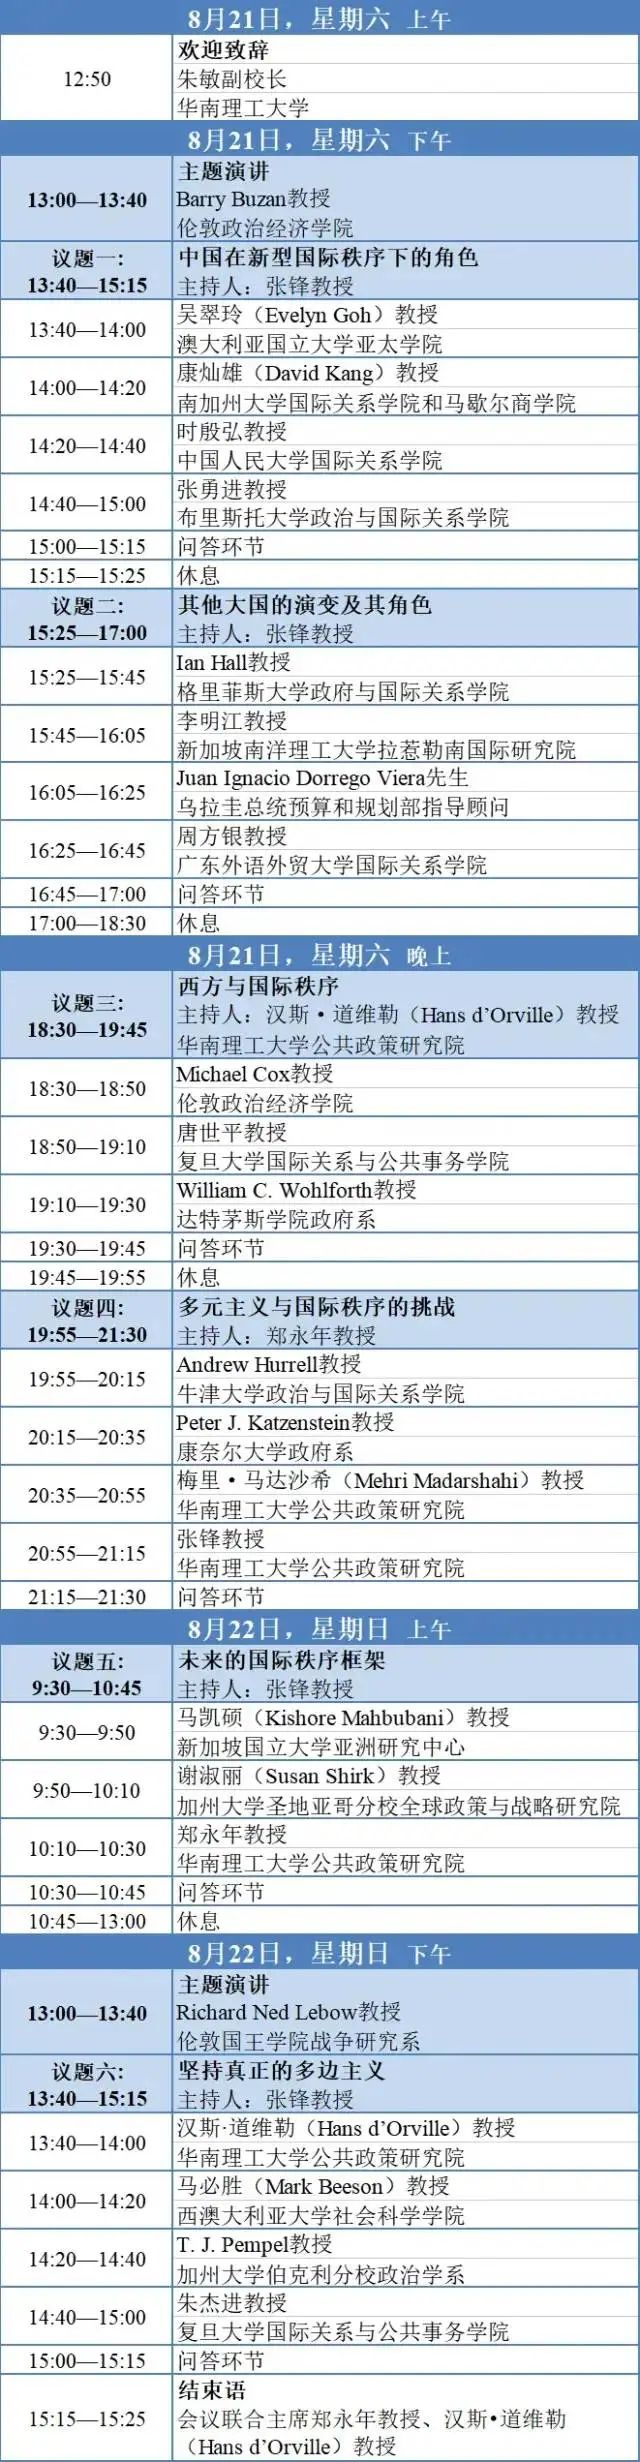 8月21日，星期六 上午
12:50
欢迎致辞
朱敏副校长
华南理工大学
8月21日，星期六 下午
13:00—13:40
主题演讲
Barry Buzan教授
伦敦政治经济学院
议题一:
13:40—15:15
中国在新型国际秩序下的角色
主持人：张锋教授
13:40—14:00
吴翠玲（Evelyn Goh）教授
澳大利亚国立大学亚太学院
14:00—14:20
康灿雄（David Kang）教授
南加州大学国际关系学院和马歇尔商学院
14:20—14:40
时殷弘教授
中国人民大学国际关系学院
14:40—15:00
张勇进教授
布里斯托大学政治与国际关系学院
15:00—15:15
问答环节
15:15—15:25
休息
议题二:
15:25—17:00
其他大国的演变及其角色
主持人：张锋教授
15:25—15:45
Ian Hall教授
格里菲斯大学政府与国际关系学院
15:45—16:05
李明江教授
新加坡南洋理工大学拉惹勒南国际研究院
16:05—16:25
Juan Ignacio Dorrego Viera先生
乌拉圭总统预算和规划部指导顾问
16:25—16:45
周方银教授
广东外语外贸大学国际关系学院
16:45—17:00
问答环节
17:00—18:30
休息
8月21日，星期六 晚上
议题三:
18:30—19:45
西方与国际秩序
主持人：汉斯·道维勒（Hans d’Orville）教授
华南理工大学公共政策研究院
18:30—18:50
Michael Cox教授
伦敦政治经济学院
18:50—19:10
唐世平教授
复旦大学国际关系与公共事务学院
19:10—19:30
William C. Wohlforth教授
达特茅斯学院政府系
19:30—19:45
问答环节
19:45—19:55
休息
议题四:
19:55—21:30
多元主义与国际秩序的挑战
主持人：郑永年教授
19:55—20:15
Andrew Hurrell教授
牛津大学政治与国际关系学院
20:15—20:35
Peter J. Katzenstein教授
康奈尔大学政府系
20:35—20:55
梅里·马达沙希（Mehri Madarshahi）教授
华南理工大学公共政策研究院
20:55—21:15
张锋教授
华南理工大学公共政策研究院
21:15—21:30
问答环节
8月22日，星期日 上午
议题五:
9:30—10:45
未来的国际秩序框架
主持人：张锋教授
9:30—9:50
马凯硕（Kishore Mahbubani）教授
新加坡国立大学亚洲研究中心
9:50—10:10
谢淑丽（Susan Shirk）教授
加州大学圣地亚哥分校全球政策与战略研究院
10:10—10:30
郑永年教授
华南理工大学公共政策研究院
10:30—10:45
问答环节
10:45—13:00
休息
8月22日，星期日 下午
13:00—13:40
主题演讲
Richard Ned Lebow教授
伦敦国王学院战争研究系
议题六:
13:40—15:15
坚持真正的多边主义
主持人：张锋教授
13:40—14:00
汉斯·道维勒（Hans d’Orville）教授
华南理工大学公共政策研究院
14:00—14:20
马必胜（Mark Beeson）教授
西澳大利亚大学社会科学学院
14:20—14:40
T. J. Pempel教授
加州大学伯克利分校政治学系
14:40—15:00
朱杰进教授
复旦大学国际关系与公共事务学院
15:00—15:15
问答环节
15:15—15:25
结束语
会议联合主席郑永年教授、汉斯•道维勒
（Hans d’Orville）教授